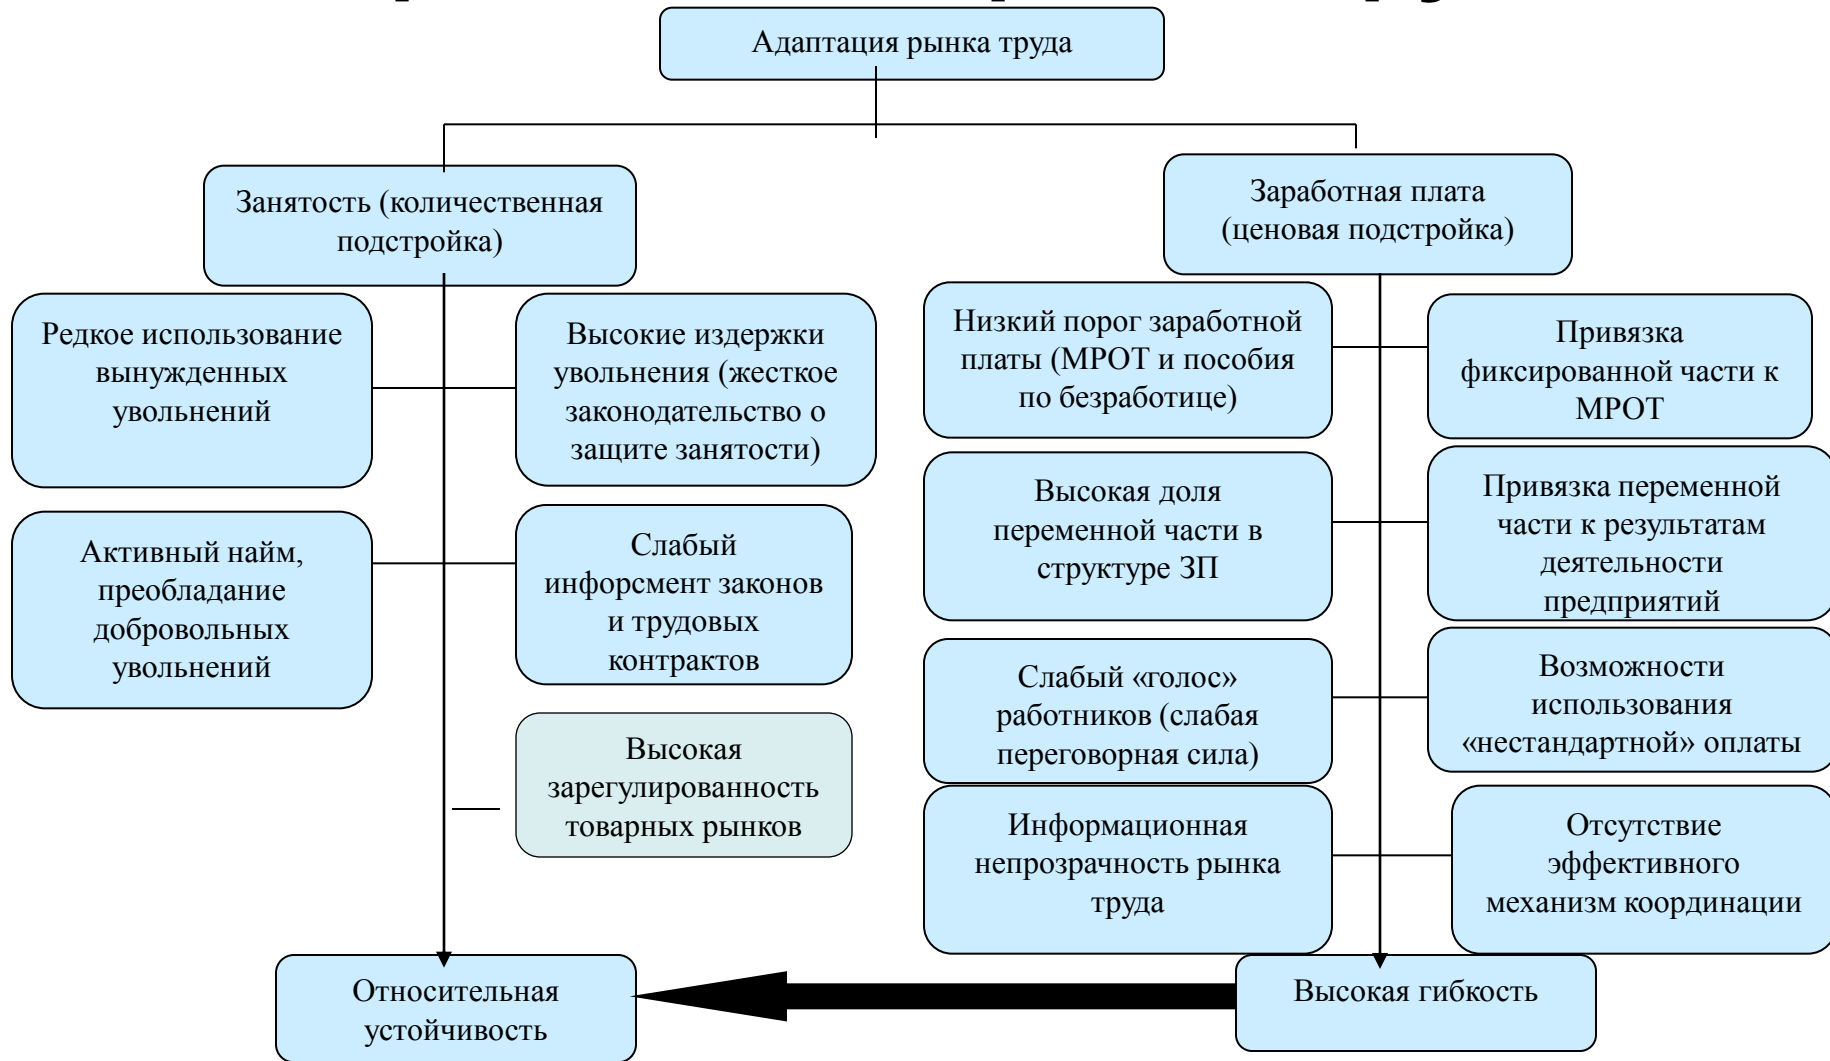 Адаптация рынка труда
Занятость (количественная
подстройка)
Заработная плата
(ценовая подстройка)
Редкое использование
вынужденных
увольнений
Высокие издержки
увольнения (жесткое
законодательство о
защите занятости)
Активный найм,
преобладание
добровольных
увольнений
Слабый
инфорсмент законов
и трудовых
контрактов
Высокая
зарегулированность
товарных рынков
Относительная
устойчивость
Низкий порог заработной
платы (МРОТ и пособия
по безработице)
Привязка
фиксированной части к
МРОТ
Высокая доля
переменной части в
структуре ЗП
Привязка переменной
части к результатам
деятельности
предприятий
Слабый «голос»
работников (слабая
переговорная сила)
Возможности
использования
«нестандартной» оплаты
Информационная
непрозрачность рынка
труда
Отсутствие
эффективного
механизм координации
Высокая гибкость